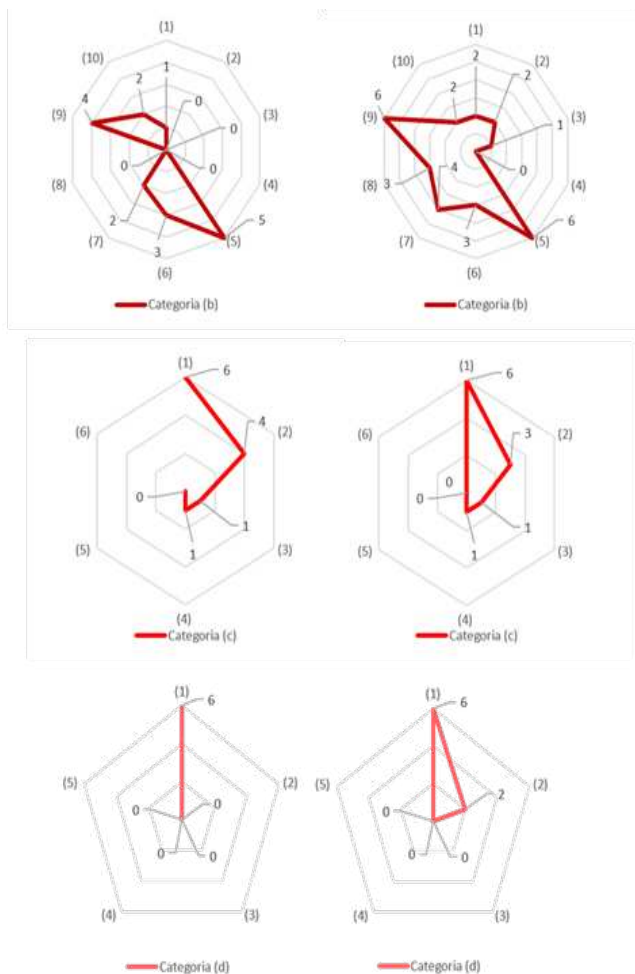 (1) (1)
(10) (2) (10) (2)
1 2
2 0 2 2
4 6
(9) (3) (9) (3)
0 1
0 0 4 0
(8) (4) 3 (8) (4)
2 3 5 3 6
(7) (5) (7) (5)
(6) (6)
Categoria (b) Categoria (b)
(1) 6 (1) 6
(6) 4 (2) (6) 3 (2)
0 0 0
1 1
(5) 1 (3) (5) 1 (3)
(4) (4)
Categoria (c) Categoria (c)
(1) 6 (1) 6
(5) (2) (5) (2)
0 0 0 2
0 0 0 0
(4) (3) (4) (3)
Categoria (d) Categoria (d)